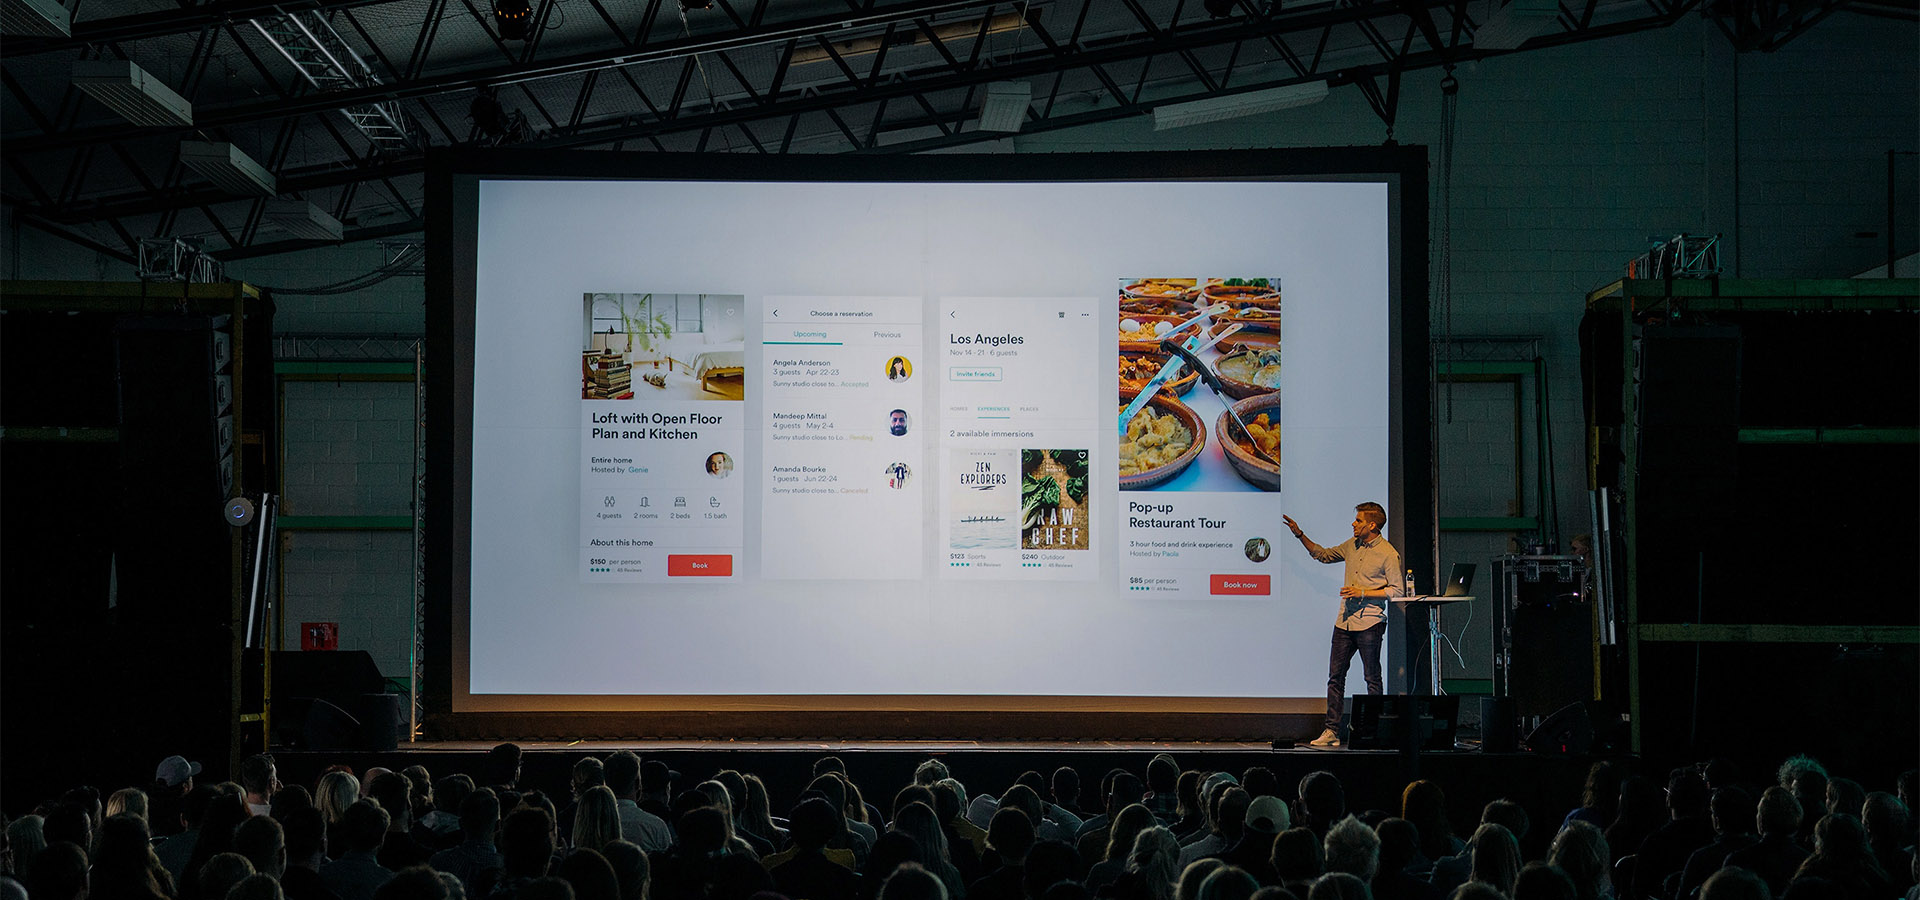 Loft with Open Floor
Plan and Kitchen
Entire home
Hosted by Genie
4 guests 2 rooms 2 beds 1.5 bath
About this home
$150 per person
45 Reviews
Book
Choose a reservation
Upcoming Previous
Angela Anderson
3 guests Apr 22-23
Sunny studio close to... Accepted
Mandeep Mittal
4 guests May 2-4
Sunny studio close to Lo... Pending
Amanda Bourke
1 guests Jun 22-24
Sunny studio close to... Canceled
Los Angeles
Nov 14 - 21 · 6 guests
Invite friends
HOMES EXPERIENCES PLACES
2 available immersions
ZEN
EXPLORERS
RAW
CHEF
$123 Sports
45 Reviews
$240 Outdoor
45 Reviews
Pop-up
Restaurant Tour
3 hour food and drink experience
Hosted by Paola
$85 per person
45 Reviews
Book now